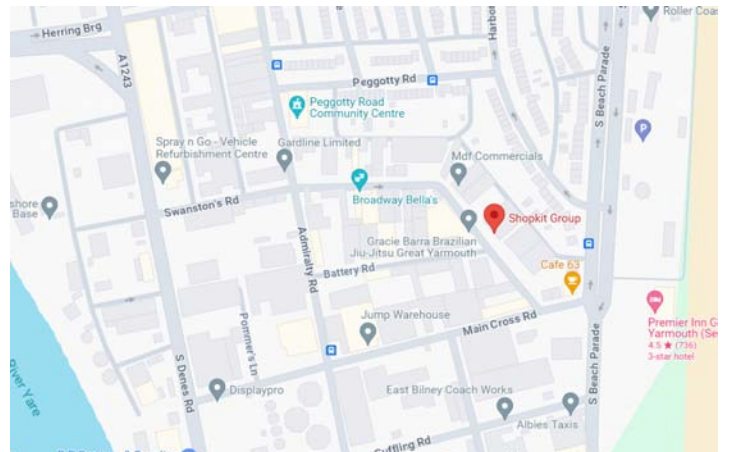 Roller Coas
Herring Brg
A1243
Harbo
S Beach Parade
Peggotty Rd
Peggotty Road
Community Centre
P
Spray n Go - Vehicle
Refurbishment Centre
Gardline Limited
Mdf Commercials
shore
Base
Swanston's Rd
Broadway Bella's
Shopkit Group
Admiralty Rd
Gracie Barra Brazilian
Jiu-Jitsu Great Yarmouth
Battery Rd
Cafe 63
Jump Warehouse
Main Cross Rd
Premier Inn G
Yarmouth (Se
4.5 ★ (736)
3-star hotel
Pommer's Ln
River Yare
S Denes Rd
Displaypro
East Bilney Coach Works
S Beach Parade
Albies Taxis
uffling Rd